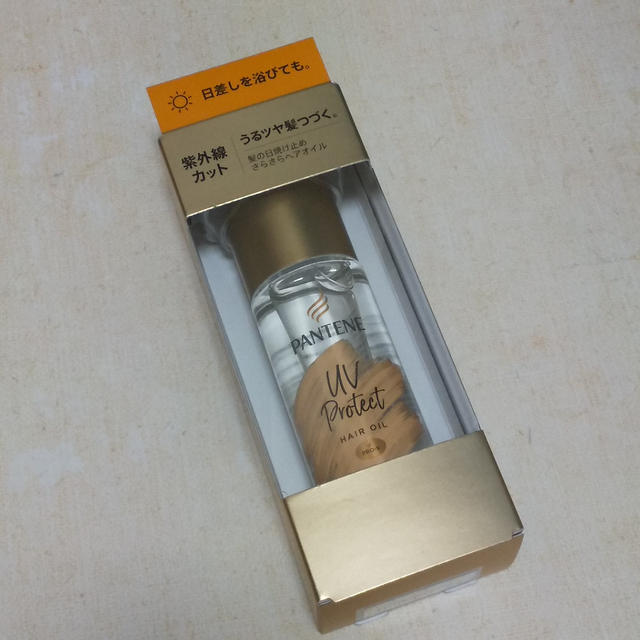 日差しを浴びても。
紫外線
カット
うるツヤ髪つづく。
髪の日焼け止め
さらさらヘアオイル
PANTENE
UV
Protect
HAIR OIL
PRO-V